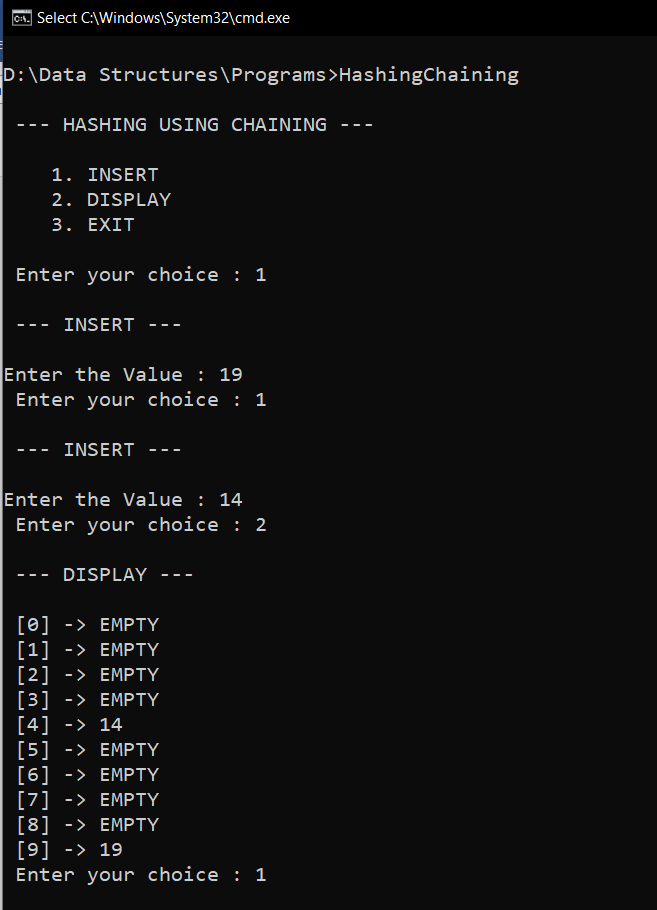 Select C:\Windows\System32\cmd.exe
D:\Data Structures\Programs>HashingChaining
--- HASHING USING CHAINING ---
1. INSERT
2. DISPLAY
3. EXIT
Enter your choice : 1
--- INSERT ---
Enter the Value : 19
Enter your choice : 1
--- INSERT ---
Enter the Value : 14
Enter your choice : 2
--- DISPLAY ---
[0] -> EMPTY
[1] -> EMPTY
[2] -> EMPTY
[3] -> EMPTY
[4] -> 14
[5] -> EMPTY
[6] -> EMPTY
[7] -> EMPTY
[8] -> EMPTY
[9] -> 19
Enter your choice : 1